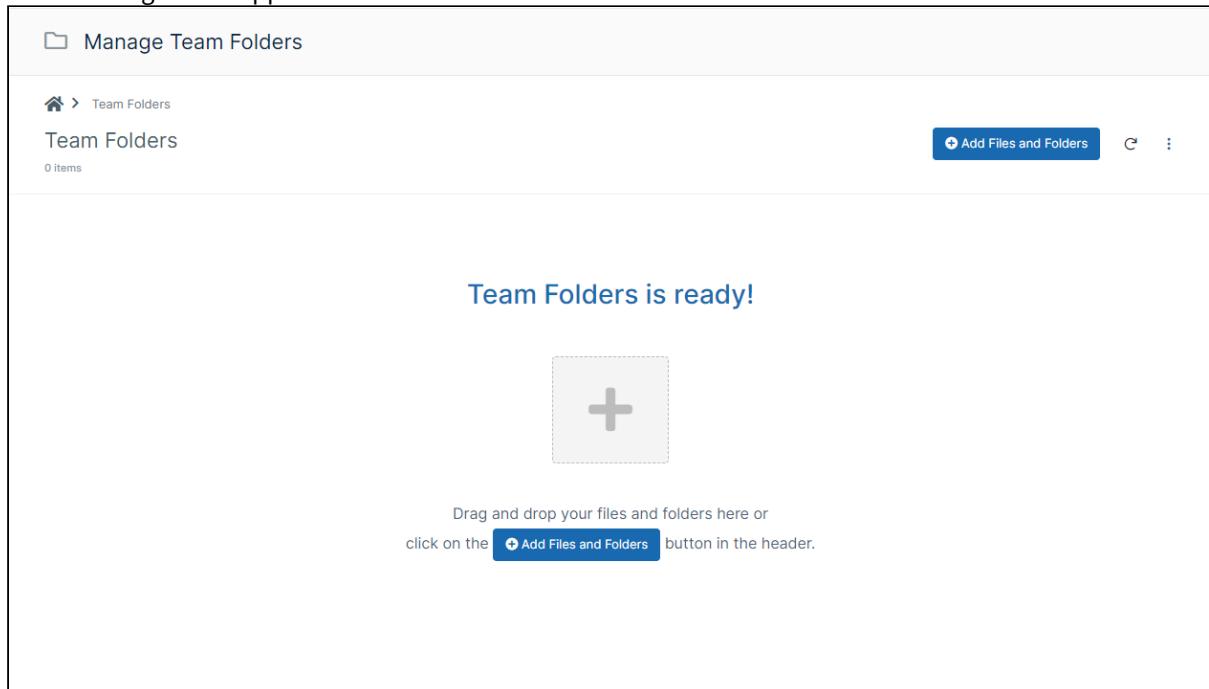 Manage Team Folders
Team Folders
Team Folders
0 items
Add Files and Folders
Team Folders is ready!
Drag and drop your files and folders here or
click on the Add Files and Folders button in the header.